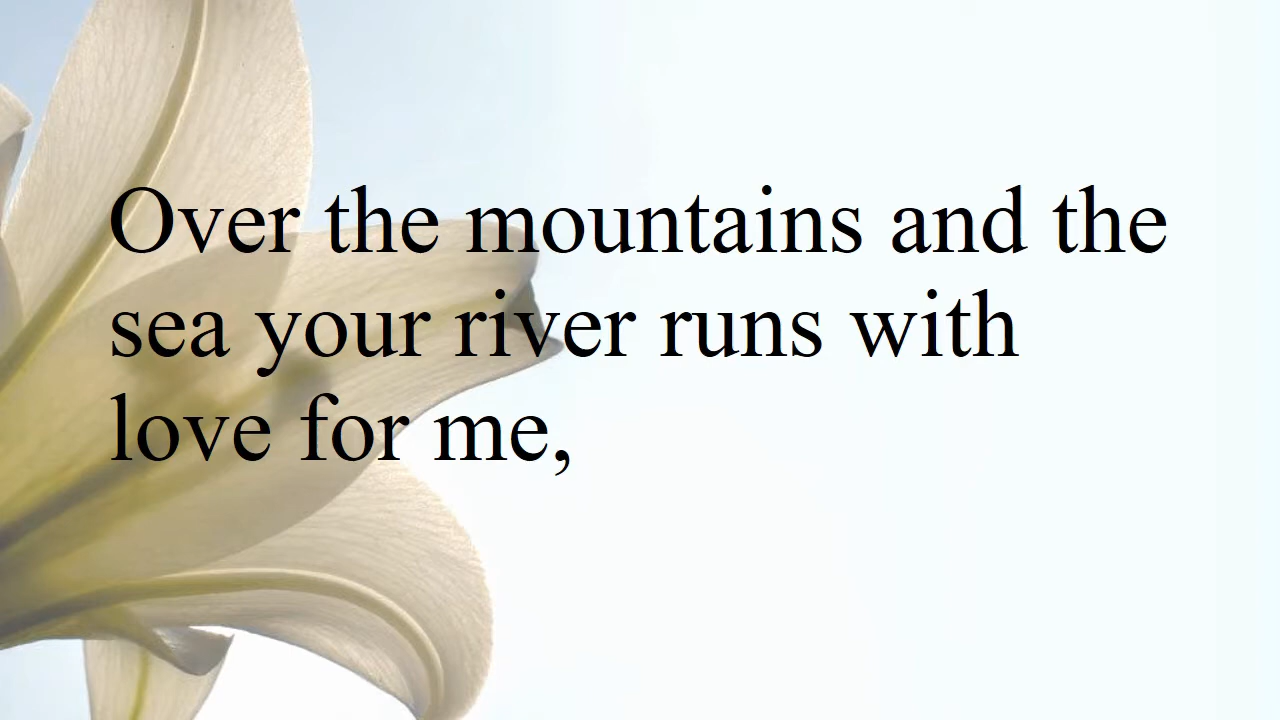 Over the mountains and the
sea your river runs with
love for me,